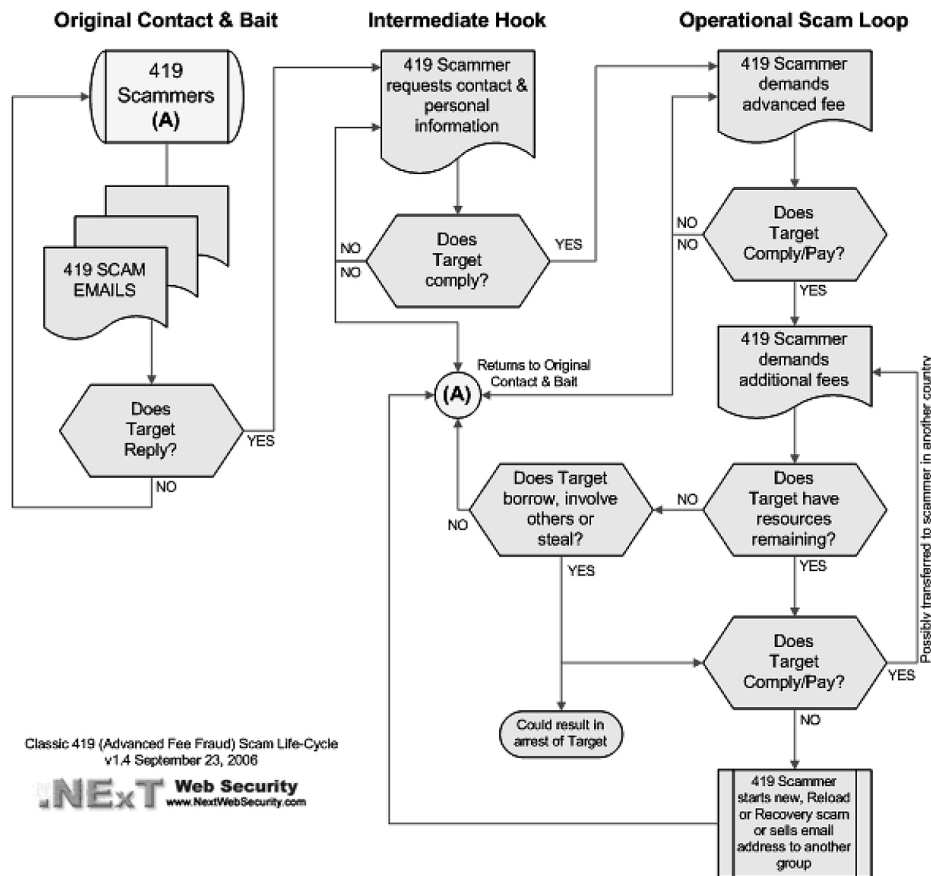 Original Contact & Bait
419
Scammers
(A)
419 SCAM
EMAILS
Does
Target
Reply?
YES
NO
Intermediate Hook
419 Scammer
requests contact &
personal
information
Does
Target
comply?
YES
NO
NO
Returns to Original
Contact & Bait
(A)
Operational Scam Loop
419 Scammer
demands
advanced fee
Does
Target
Comply/Pay?
NO
NO
YES
419 Scammer
demands
additional fees
Does
Target have
resources
remaining?
NO
YES
Does Target
borrow, involve
others or
steal?
NO
YES
Could result in
arrest of Target
Does
Target
Comply/Pay?
YES
NO
Possibly transferred to scammer in another country
419 Scammer
starts new, Reload
or Recovery scam
or sells email
address to another
group
Classic 419 (Advanced Fee Fraud) Scam Life-Cycle
v1.4 September 23, 2006
.NExT Web Security
www.NextWebSecurity.com